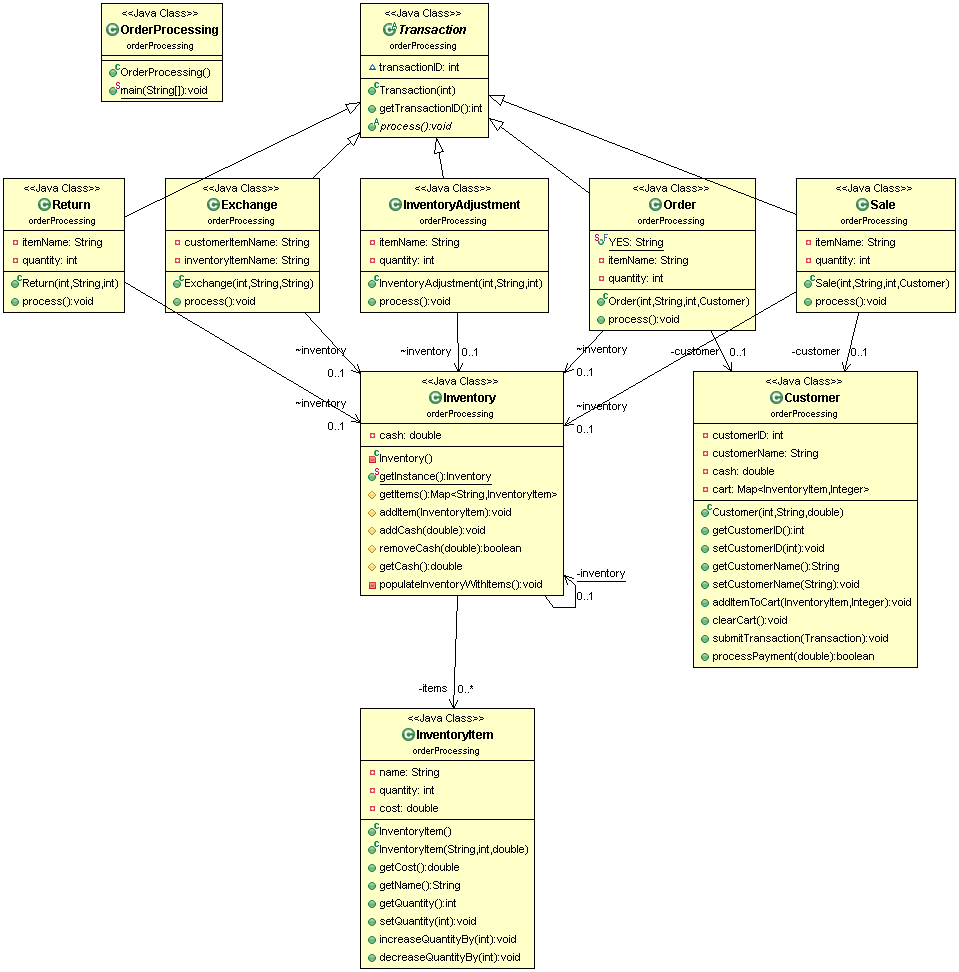 <<Java Class>>
OrderProcessing
orderProcessing
OrderProcessing()
main(String[]):void
<<Java Class>>
Transaction
orderProcessing
transactionID: int
Transaction(int)
getTransactionID():int
process():void
<<Java Class>>
Return
orderProcessing
itemName: String
quantity: int
Return(int,String,int)
process():void
<<Java Class>>
Exchange
orderProcessing
customerItemName: String
inventoryItemName: String
Exchange(int,String,String)
process():void
<<Java Class>>
InventoryAdjustment
orderProcessing
itemName: String
quantity: int
InventoryAdjustment(int,String,int)
process():void
<<Java Class>>
Order
orderProcessing
YES: String
itemName: String
quantity: int
Order(int,String,int,Customer)
process():void
<<Java Class>>
Sale
orderProcessing
itemName: String
quantity: int
Sale(int,String,int,Customer)
process():void
~inventory
0..1
~inventory
0..1
~inventory
0..1
~inventory
0..1
~inventory
0..1
-customer
0..1
-customer
0..1
<<Java Class>>
Inventory
orderProcessing
cash: double
Inventory()
getInstance():Inventory
getItems():Map<String,InventoryItem>
addItem(InventoryItem):void
addCash(double):void
removeCash(double):boolean
getCash():double
populateInventoryWithItems():void
-inventory
0..1
<<Java Class>>
Customer
orderProcessing
customerID: int
customerName: String
cash: double
cart: Map<InventoryItem,Integer>
Customer(int,String,double)
getCustomerID():int
setCustomerID(int):void
getCustomerName():String
setCustomerName(String):void
addItemToCart(InventoryItem,Integer):void
clearCart():void
submitTransaction(Transaction):void
processPayment(double):boolean
-items
0..*
<<Java Class>>
InventoryItem
orderProcessing
name: String
quantity: int
cost: double
InventoryItem()
InventoryItem(String,int,double)
getCost():double
getName():String
getQuantity():int
setQuantity(int):void
increaseQuantityBy(int):void
decreaseQuantityBy(int):void